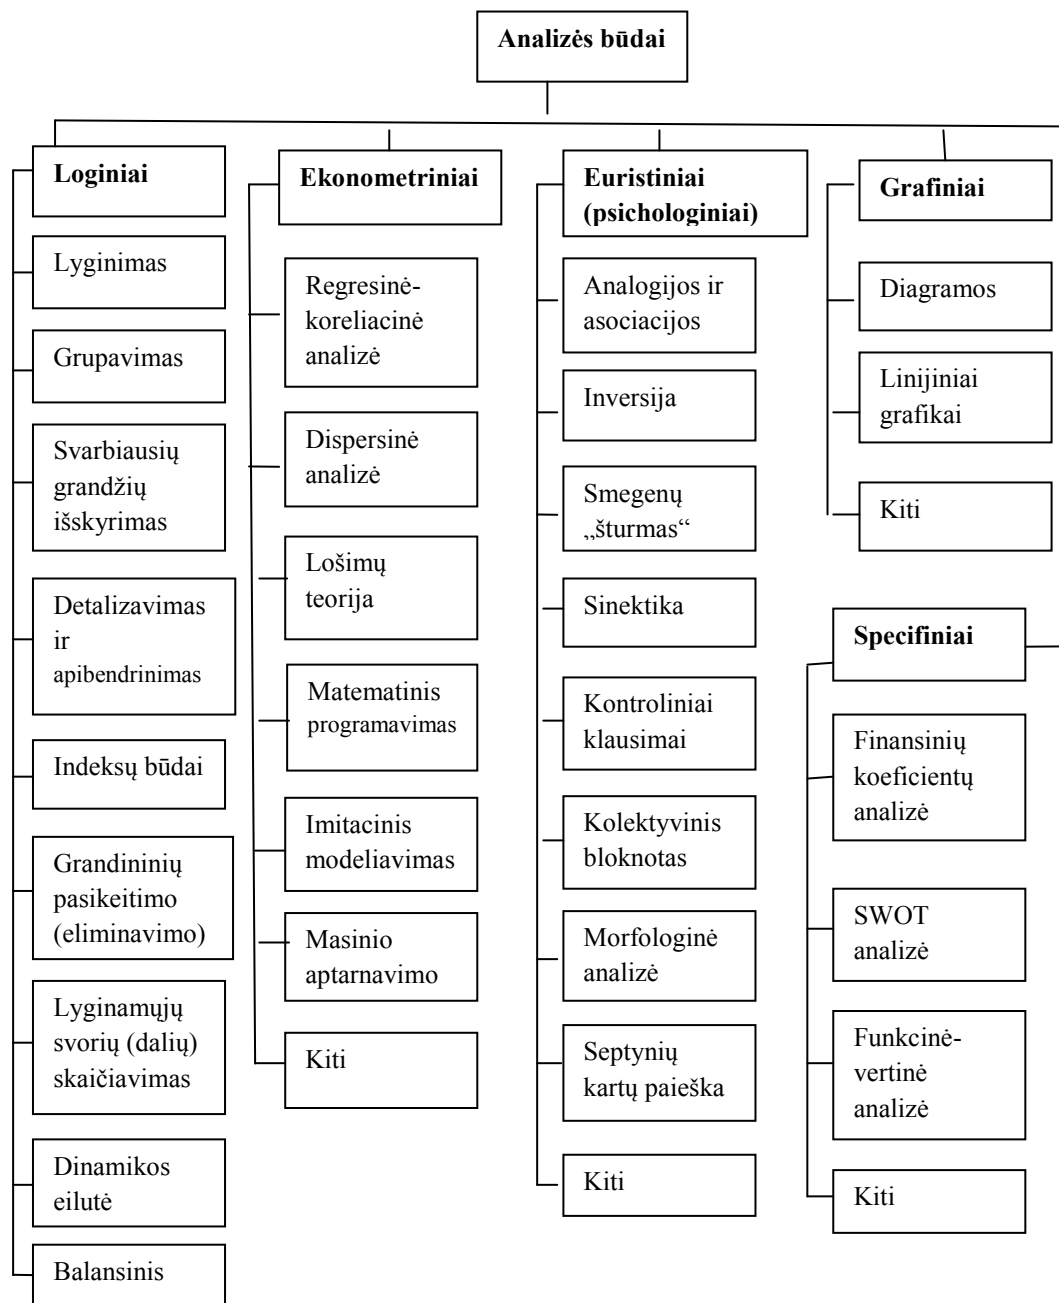 Analizės būdai
Loginiai
Lyginimas
Grupavimas
Svarbiausių
grandžių
išskyrimas
Detalizavimas
ir
apibendrinimas
Indeksų būdai
Grandininių
pasikeitimo
(eliminavimo)
Lyginamųjų
svorių (dalių)
skaičiavimas
Dinamikos
eilutė
Balansinis
Ekonometriniai
Regresinė-
koreliacinė
analizė
Dispersinė
analizė
Lošimų
teorija
Matematinis
programavimas
Imitacinis
modeliavimas
Masinio
aptarnavimo
Kiti
Euristiniai
(psichologiniai)
Analogijos ir
asociacijos
Inversija
Smegenų
„šturmas“
Sinektika
Kontroliniai
klausimai
Kolektyvinis
bloknotas
Morfologinė
analizė
Septynių
kartų paieška
Kiti
Grafiniai
Diagramos
Linijiniai
grafikai
Kiti
Specifiniai
Finansinių
koeficientų
analizė
SWOT
analizė
Funkcinė-
vertinė
analizė
Kiti